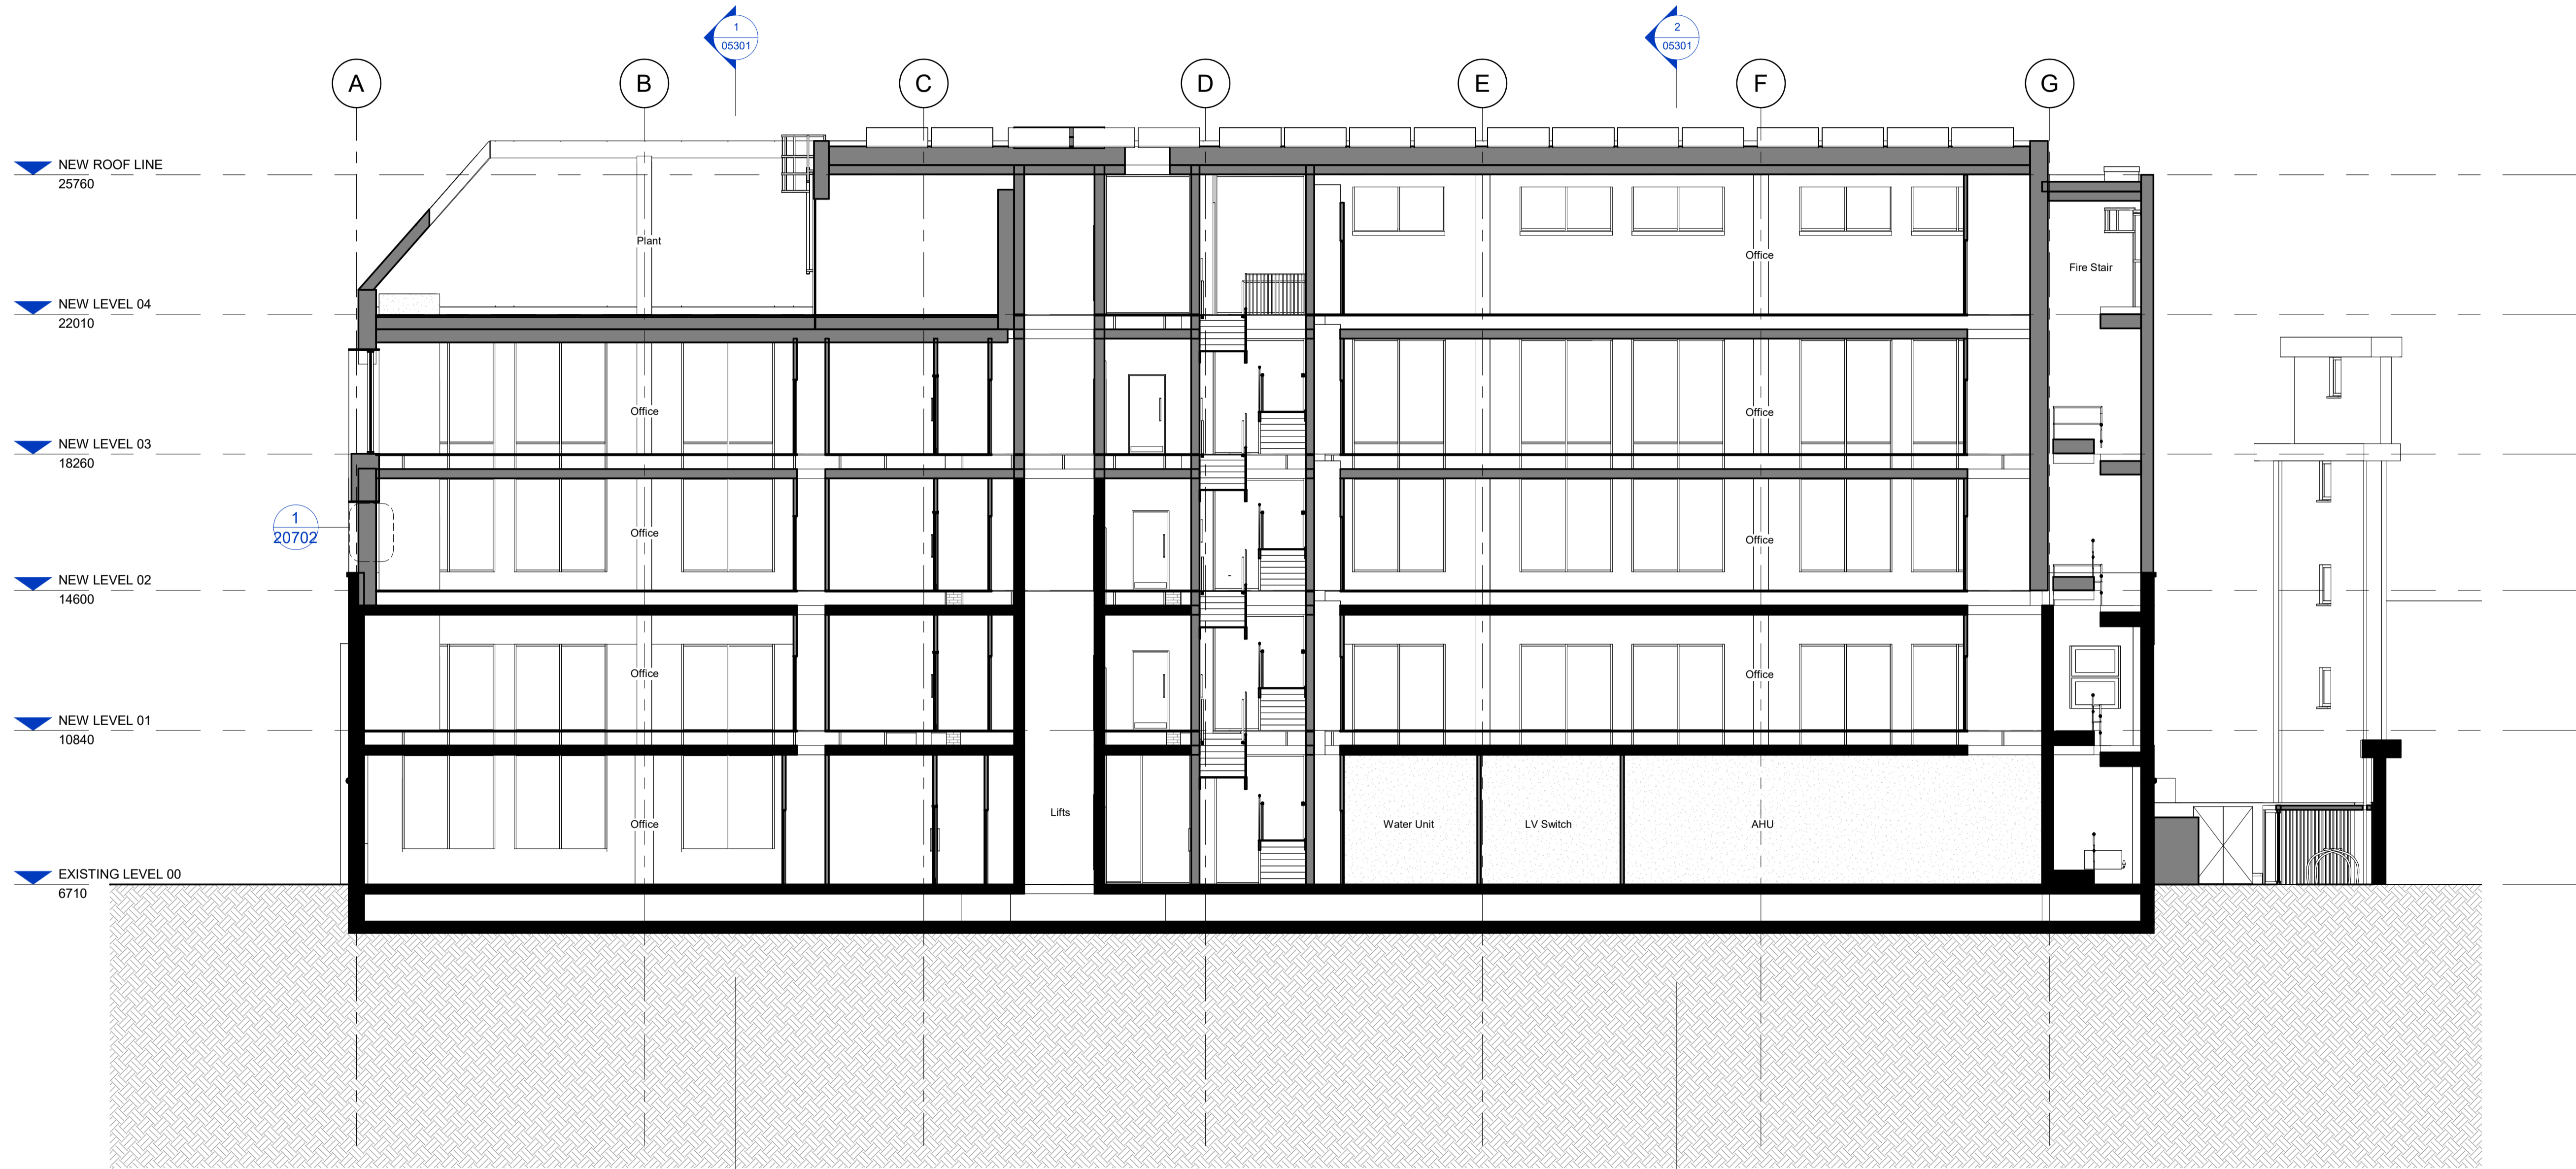 1
05301
2
05301
A
B
C
D
E
F
G
NEW ROOF LINE
25760
Plant
Office
Fire Stair
NEW LEVEL 04
22010
Office
Office
NEW LEVEL 03
18260
1
20702
Office
Office
NEW LEVEL 02
14600
Office
Office
NEW LEVEL 01
10840
Lifts
Office
Water Unit
LV Switch
AHU
EXISTING LEVEL 00
6710